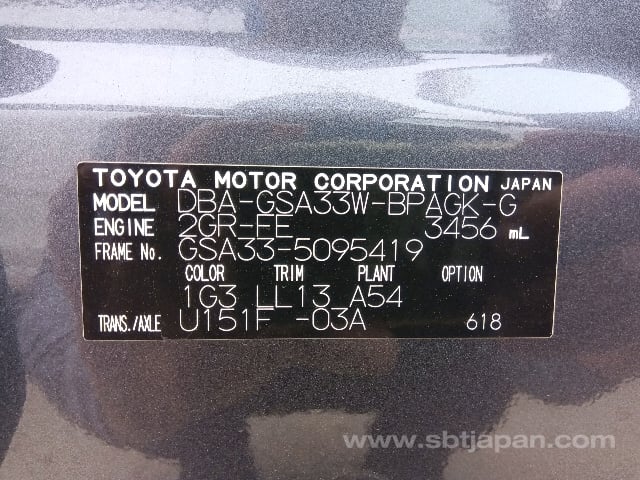 TOYOTA MOTOR CORPORATION JAPAN
MODEL DBA-GSA33W-BPAGK-G
ENGINE 2GR-FE 3456 mL
FRAME No. GSA33-5095419
COLOR TRIM PLANT OPTION
1G3 LL13 A54
TRANS./AXLE U151F -03A 618
www.sbtjapan.com